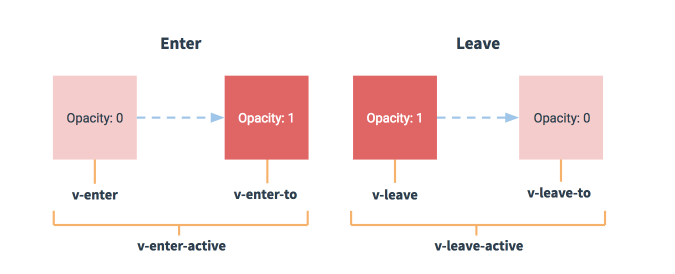 Enter
Leave
Opacity: 0
Opacity: 1
Opacity: 1
Opacity: 0
v-enter
v-enter-to
v-leave
v-leave-to
v-enter-active
v-leave-active